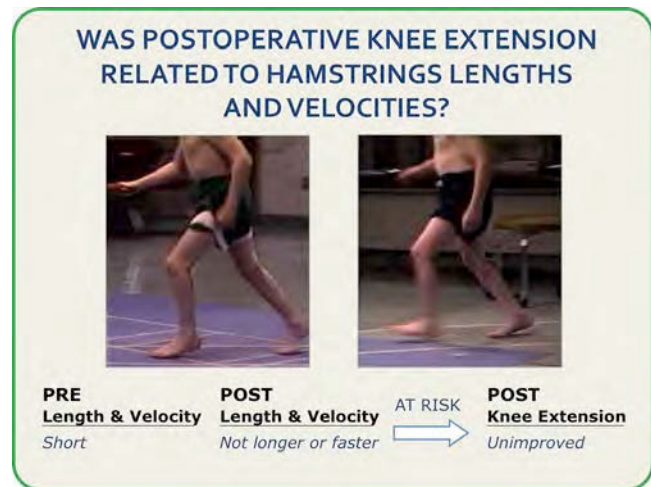 WAS POSTOPERATIVE KNEE EXTENSION
RELATED TO HAMSTRINGS LENGTHS
AND VELOCITIES?
PRE
Length & Velocity
Short
POST
Length & Velocity
Not longer or faster
AT RISK
POST
Knee Extension
Unimproved